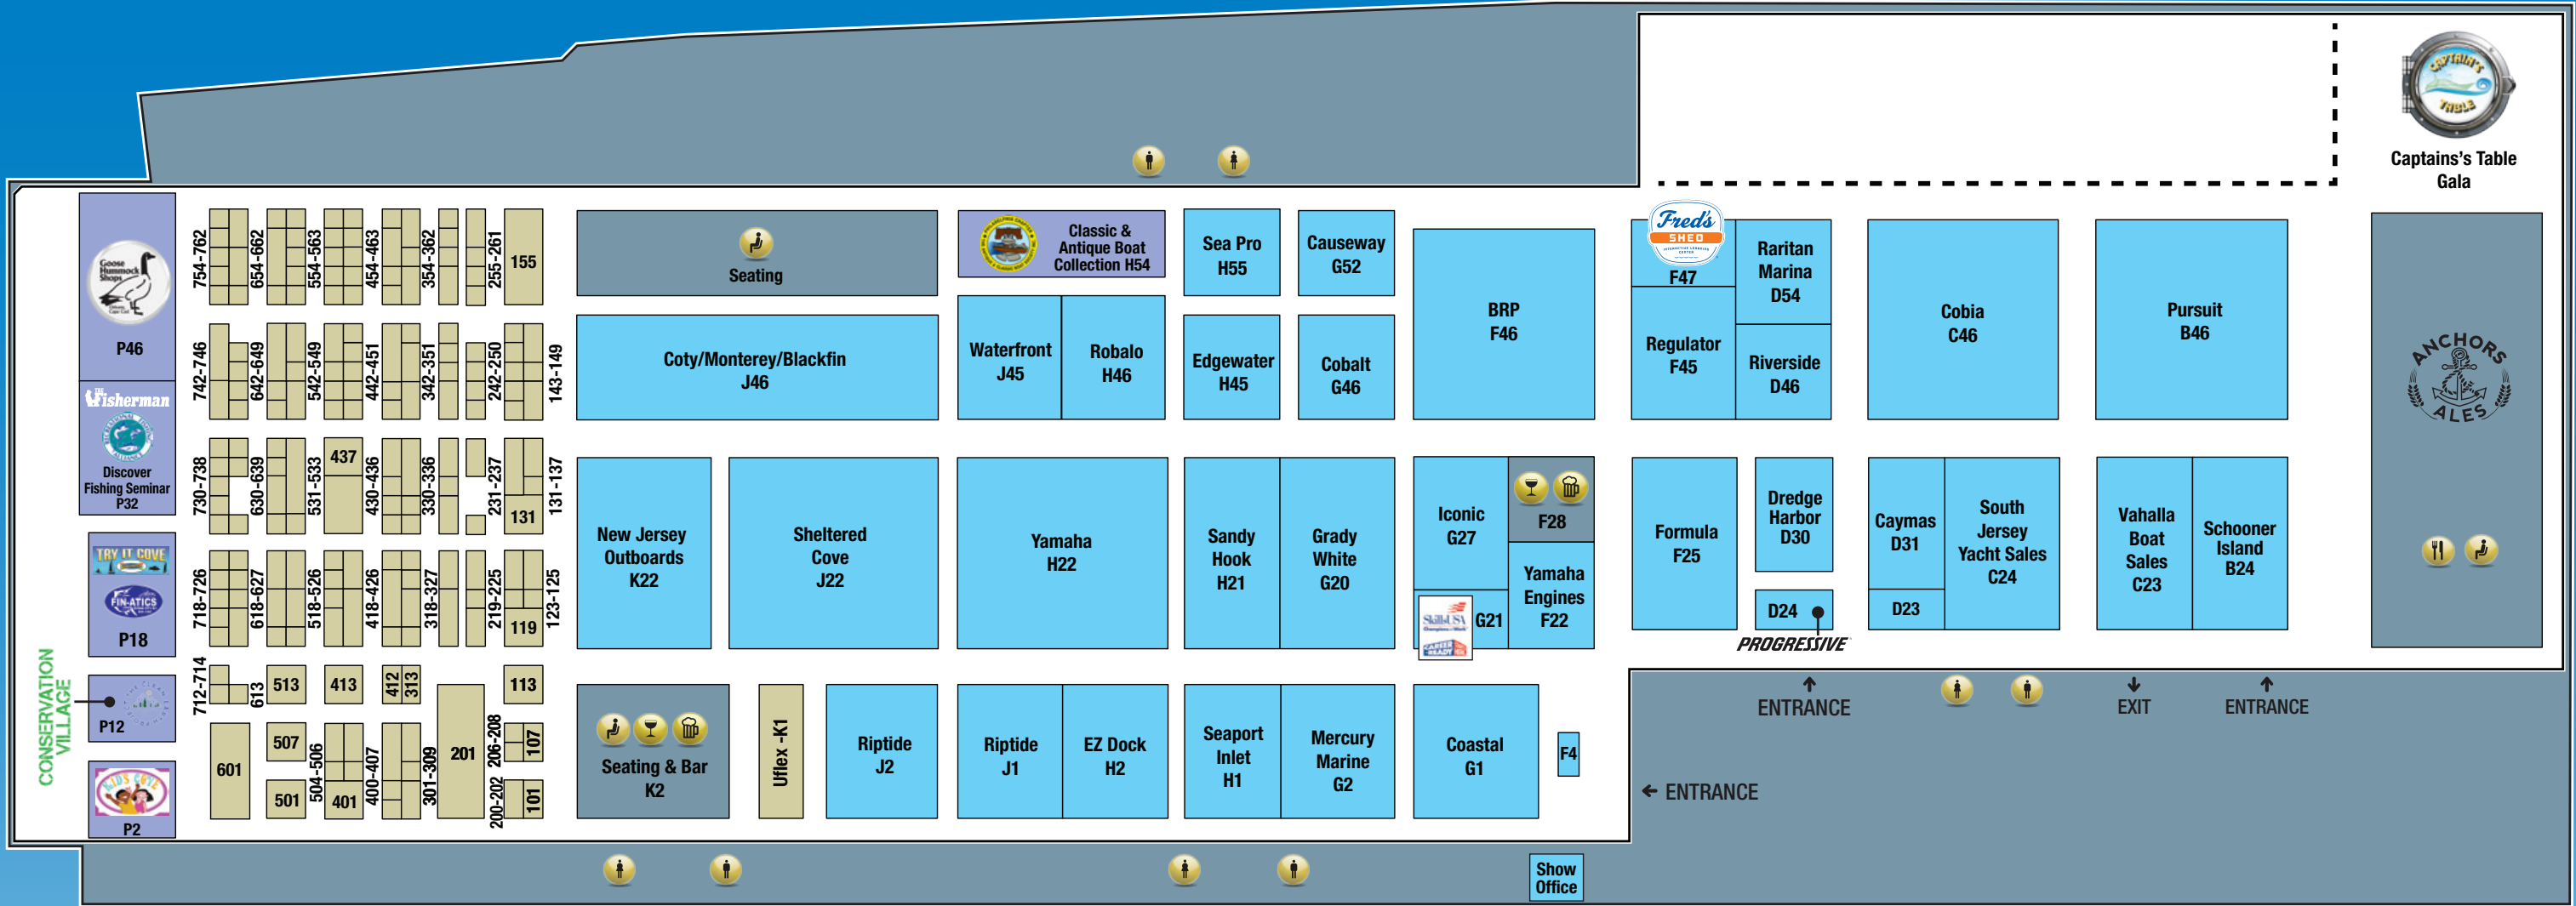 CAPTAIN'S
TABLE
Captains's Table
Gala
Goose
Hummock
Shops
P46
THE
Fisherman
Discover
Fishing Seminar
P32
TRY IT COVE
FIN-ATICS
P18
CONSERVATION
VILLAGE
P12
KID'S COVE
P2
754-762
654-662
554-563
454-463
354-362
255-261
155
742-746
642-649
542-549
442-451
342-351
242-250
143-149
730-738
630-639
531-533
437
430-436
330-336
231-237
131
131-137
718-726
618-627
518-526
418-426
318-327
219-225
119
123-125
712-714
613
513
413
412
313
113
601
507
501
504-506
401
400-407
301-309
201
206-208
200-202
107
101
Seating
Coty/Monterey/Blackfin
J46
Classic &
Antique Boat
Collection H54
Waterfront
J45
Robalo
H46
Sea Pro
H55
Causeway
G52
Edgewater
H45
Cobalt
G46
BRP
F46
Fred's
SHED
F47
Regulator
F45
Raritan
Marina
D54
Riverside
D46
Cobia
C46
Pursuit
B46
ANCHORS
ALES
New Jersey
Outboards
K22
Sheltered
Cove
J22
Yamaha
H22
Sandy
Hook
H21
Grady
White
G20
Iconic
G27
F28
SkillsUSA
CAREER
READY
G21
Yamaha
Engines
F22
Formula
F25
Dredge
Harbor
D30
D24
PROGRESSIVE
Caymas
D31
D23
South
Jersey
Yacht Sales
C24
Vahalla
Boat
Sales
C23
Schooner
Island
B24
Seating & Bar
K2
Uflex -K1
Riptide
J2
Riptide
J1
EZ Dock
H2
Seaport
Inlet
H1
Mercury
Marine
G2
Coastal
G1
F4
ENTRANCE
EXIT
ENTRANCE
ENTRANCE
Show
Office